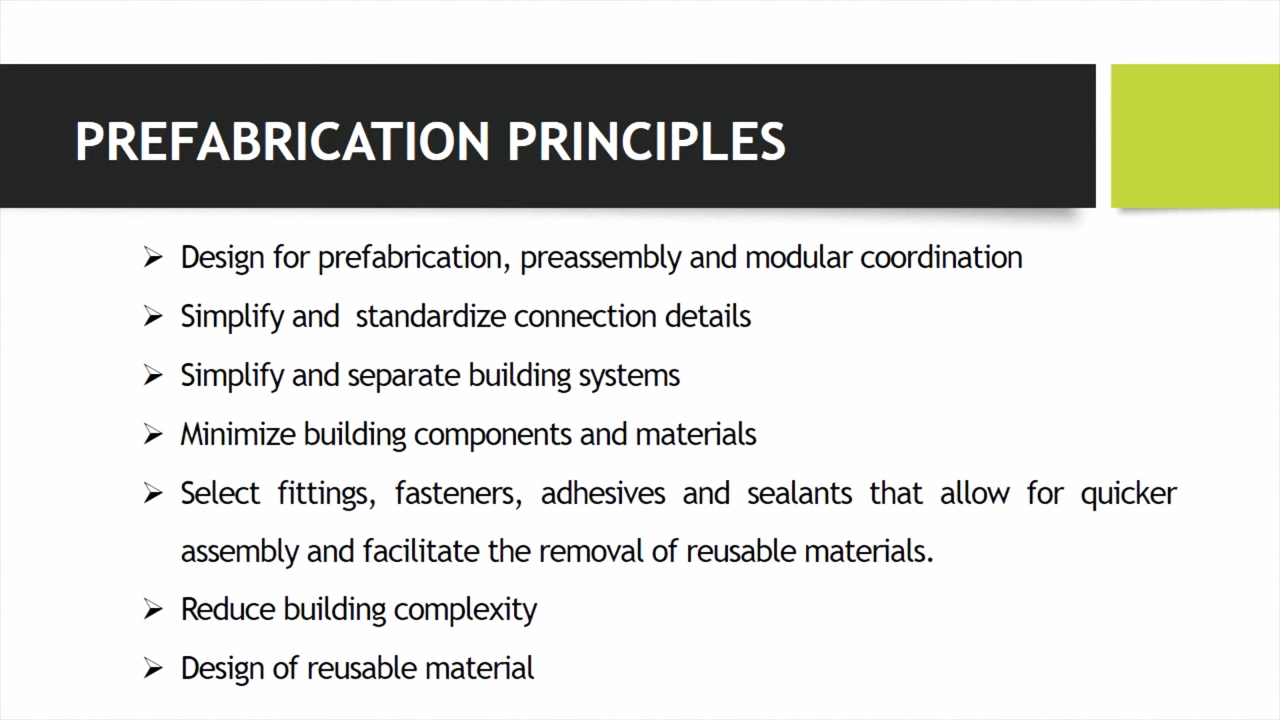 PREFABRICATION PRINCIPLES
Design for prefabrication, preassembly and modular coordination
Simplify and standardize connection details
Simplify and separate building systems
Minimize building components and materials
Select fittings, fasteners, adhesives and sealants that allow for quicker
assembly and facilitate the removal of reusable materials.
Reduce building complexity
Design of reusable material